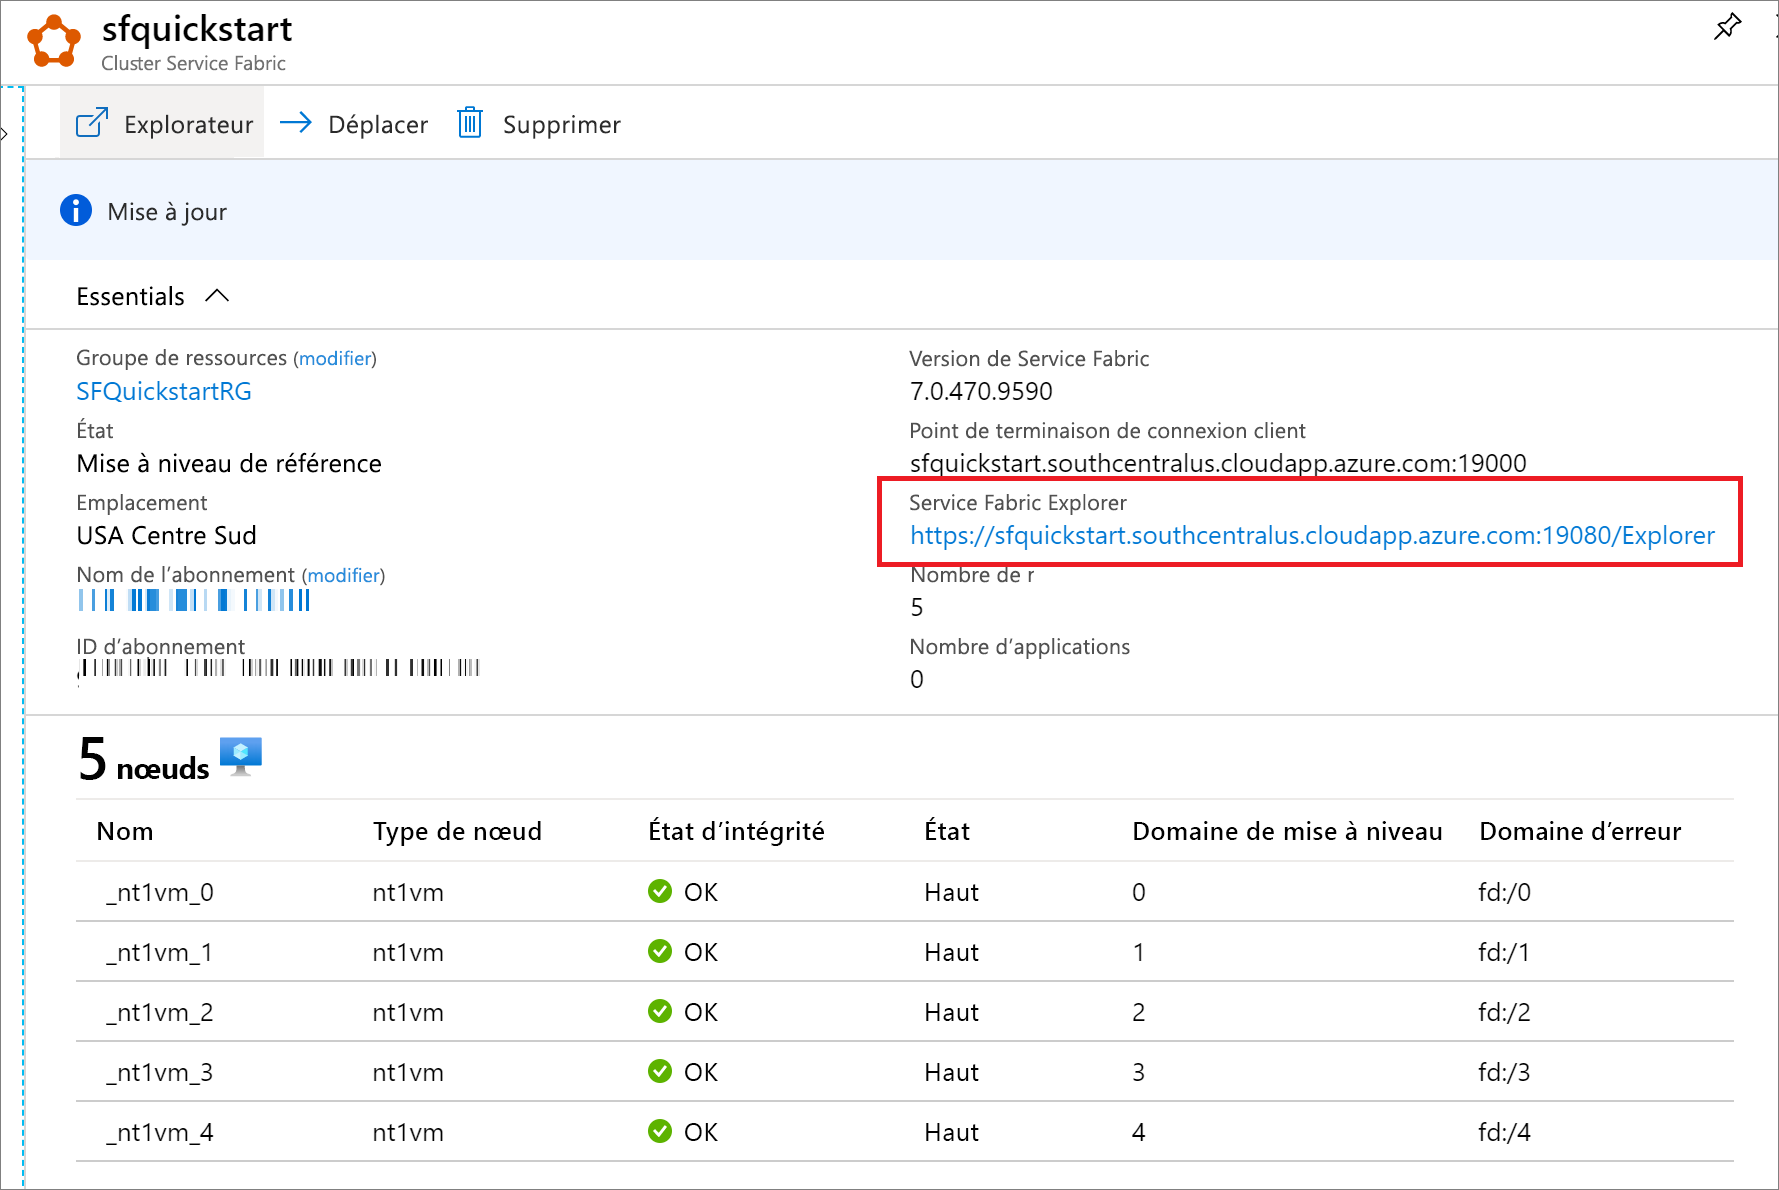 sfquickstart
Cluster Service Fabric
Explorateur Déplacer Supprimer
Mise à jour
Essentials
Groupe de ressources (modifier)
SFQuickstartRG
État
Mise à niveau de référence
Emplacement
USA Centre Sud
Nom de l’abonnement (modifier)
ID d’abonnement
Version de Service Fabric
7.0.470.9590
Point de terminaison de connexion client
sfquickstart.southcentralus.cloudapp.azure.com:19000
Service Fabric Explorer
https://sfquickstart.southcentralus.cloudapp.azure.com:19080/Explorer
Nombre de r
5
Nombre d’applications
0
5 nœuds
Nom Type de nœud État d’intégrité État Domaine de mise à niveau Domaine d’erreur
_nt1vm_0 nt1vm OK Haut 0 fd:/0
_nt1vm_1 nt1vm OK Haut 1 fd:/1
_nt1vm_2 nt1vm OK Haut 2 fd:/2
_nt1vm_3 nt1vm OK Haut 3 fd:/3
_nt1vm_4 nt1vm OK Haut 4 fd:/4